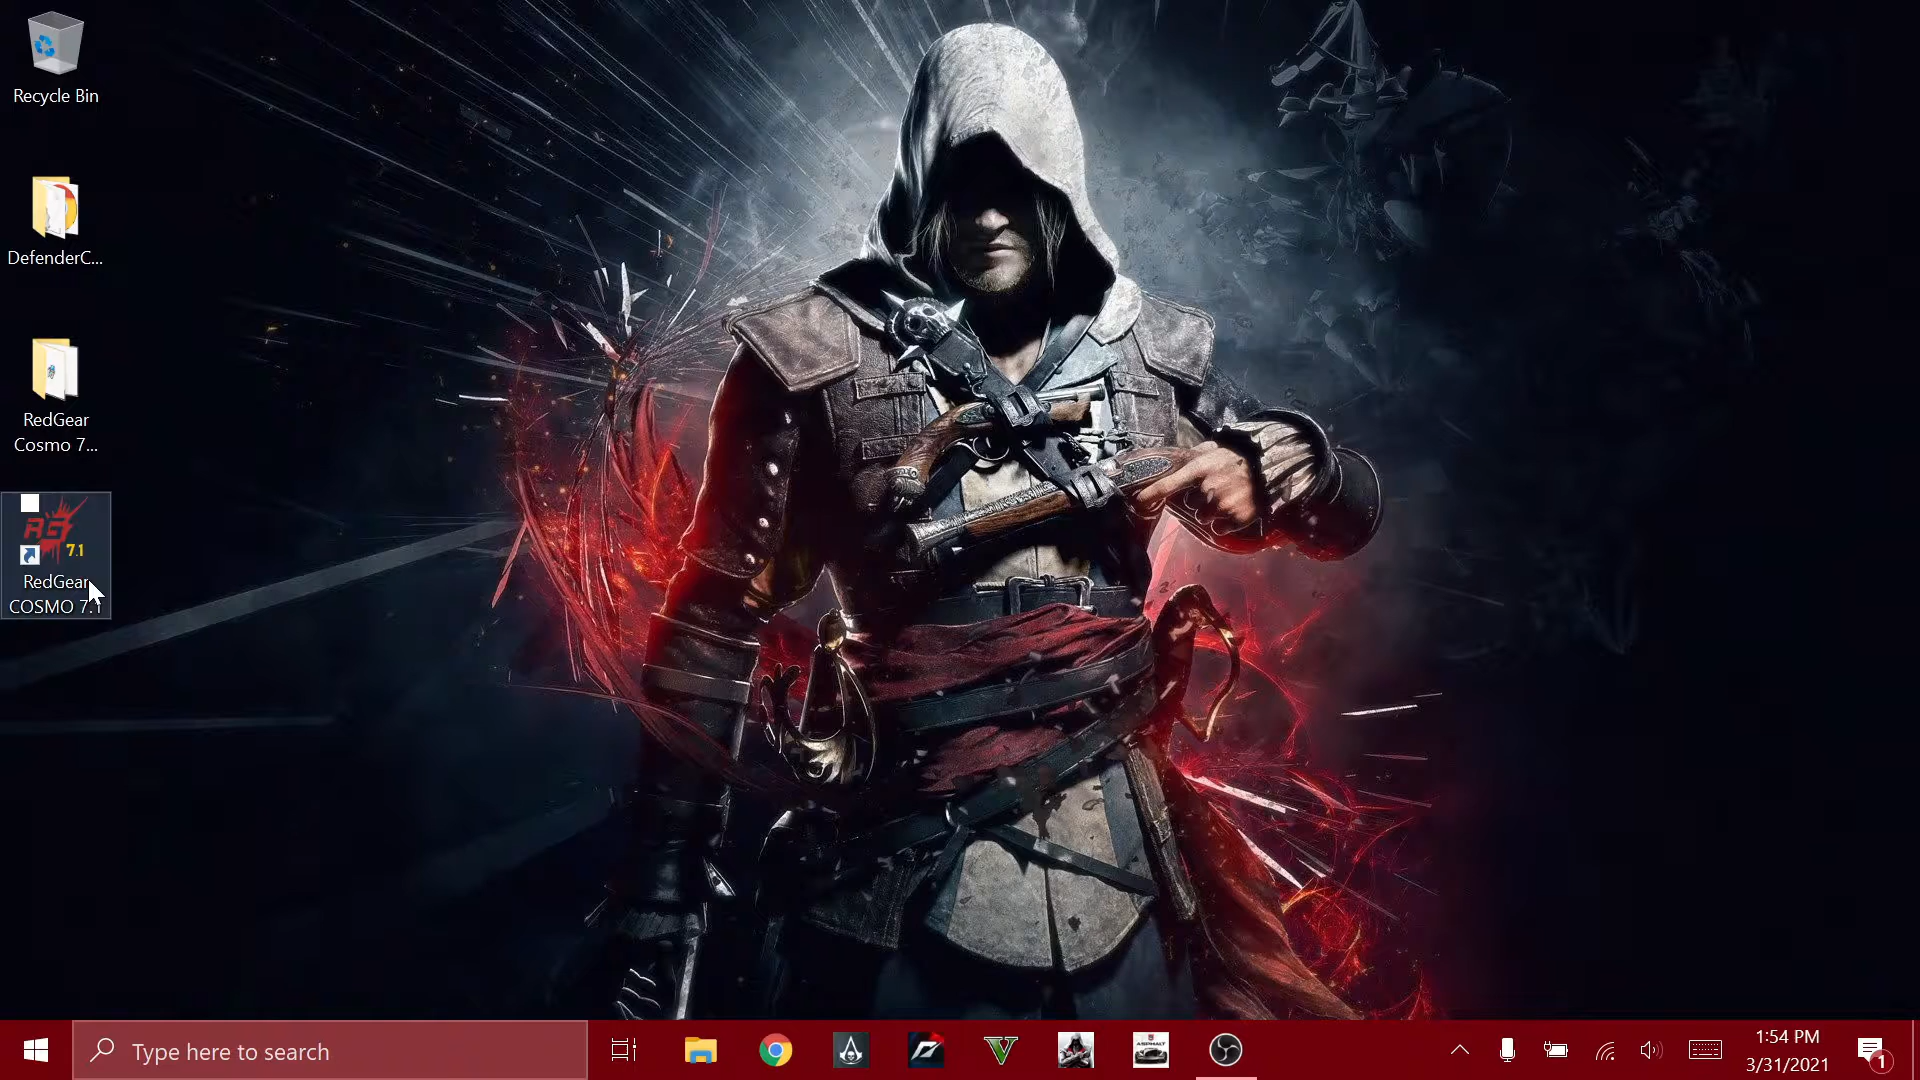 Recycle Bin
DefenderC...
RedGear
Cosmo 7...
RG
7.1
RedGear
COSMO 7.1
Type here to search
V
ASPHALT
1:54 PM
3/31/2021
1